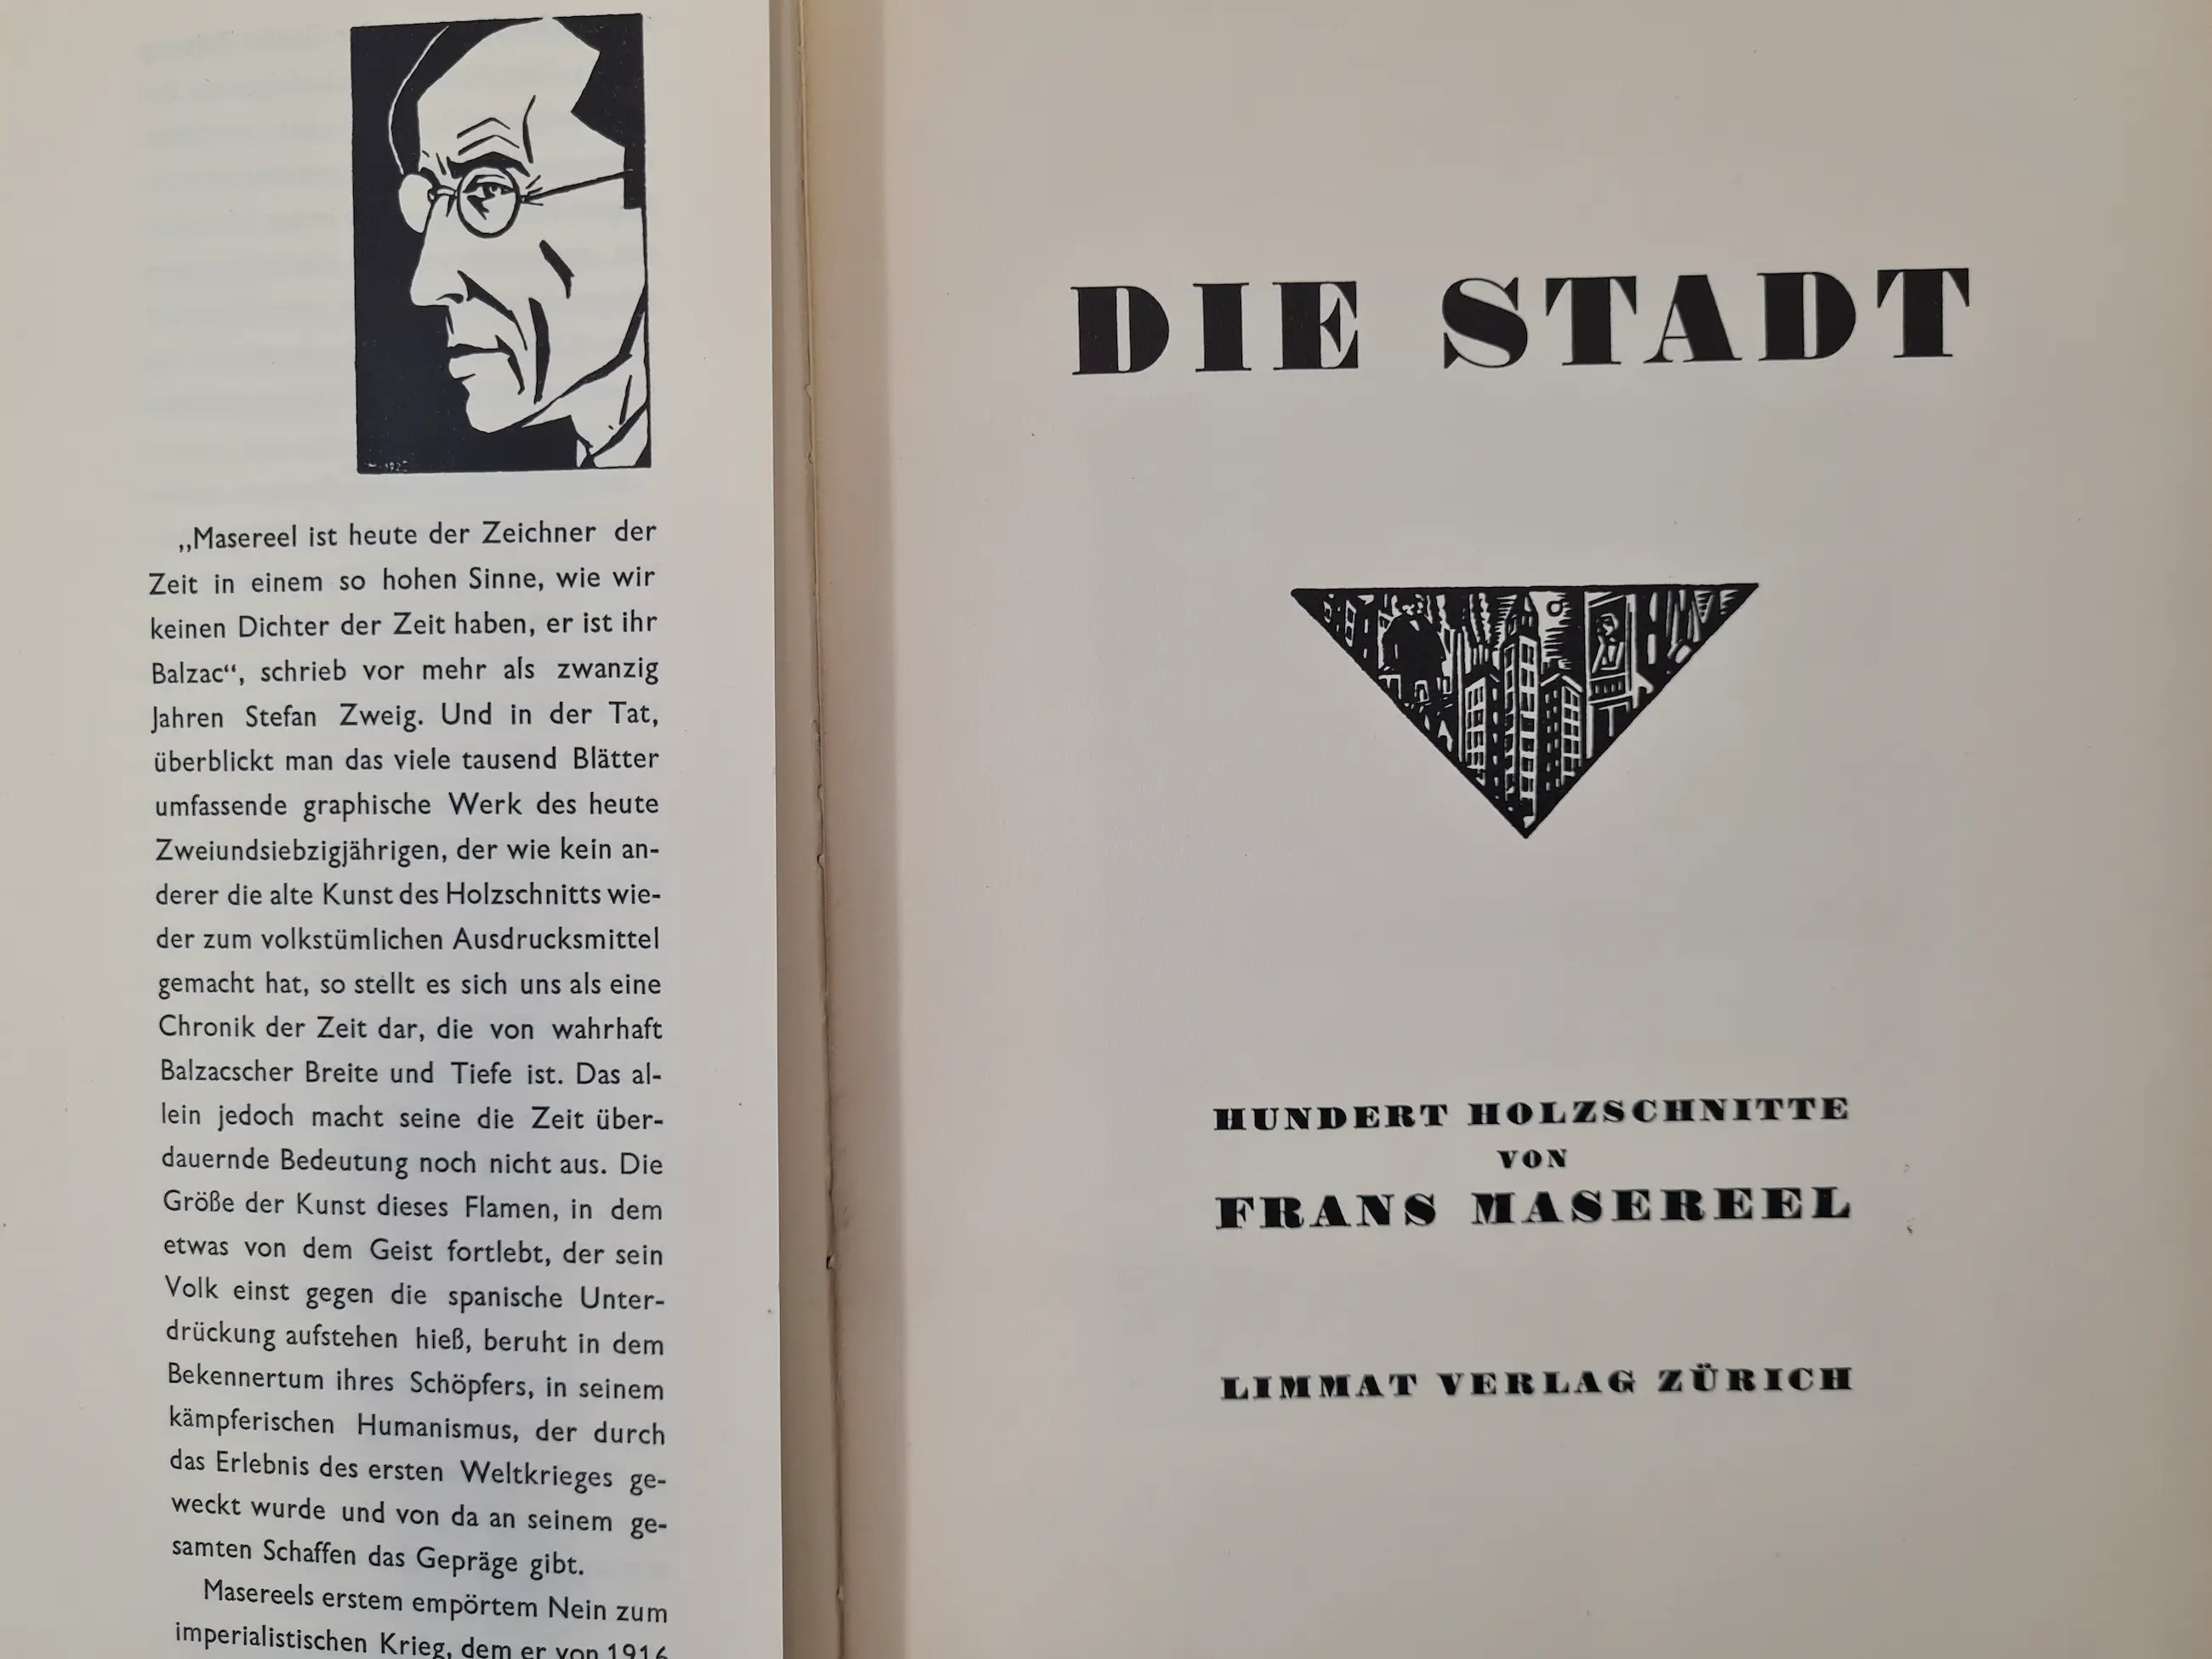 „Masereel ist heute der Zeichner der
Zeit in einem so hohen Sinne, wie wir
keinen Dichter der Zeit haben, er ist ihr
Balzac“, schrieb vor mehr als zwanzig
Jahren Stefan Zweig. Und in der Tat,
überblickt man das viele tausend Blätter
umfassende graphische Werk des heute
Zweiundsiebzigjährigen, der wie kein an-
derer die alte Kunst des Holzschnitts wie-
der zum volkstümlichen Ausdrucksmittel
gemacht hat, so stellt es sich uns als eine
Chronik der Zeit dar, die von wahrhaft
Balzacscher Breite und Tiefe ist. Das al-
lein jedoch macht seine die Zeit über-
dauernde Bedeutung noch nicht aus. Die
Größe der Kunst dieses Flamen, in dem
etwas von dem Geist fortlebt, der sein
Volk einst gegen die spanische Unter-
drückung aufstehen hieß, beruht in dem
Bekennertum ihres Schöpfers, in seinem
kämpferischen Humanismus, der durch
das Erlebnis des ersten Weltkrieges ge-
weckt wurde und von da an seinem ge-
samten Schaffen das Gepräge gibt.
Masereels erstem empörtem Nein zum
imperialistischen Krieg, dem er von 1916
DIE STADT
HUNDERT HOLZSCHNITTE
VON
FRANS MASEREEL
LIMMAT VERLAG ZÜRICH